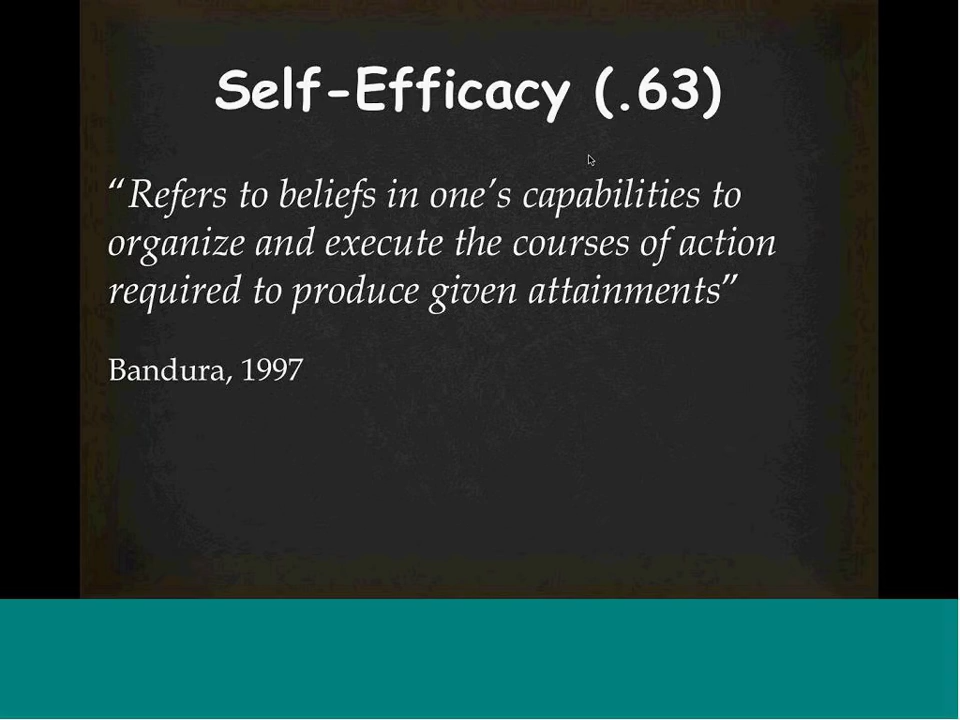 Self-Efficacy (.63)
“Refers to beliefs in one’s capabilities to
organize and execute the courses of action
required to produce given attainments”
Bandura, 1997